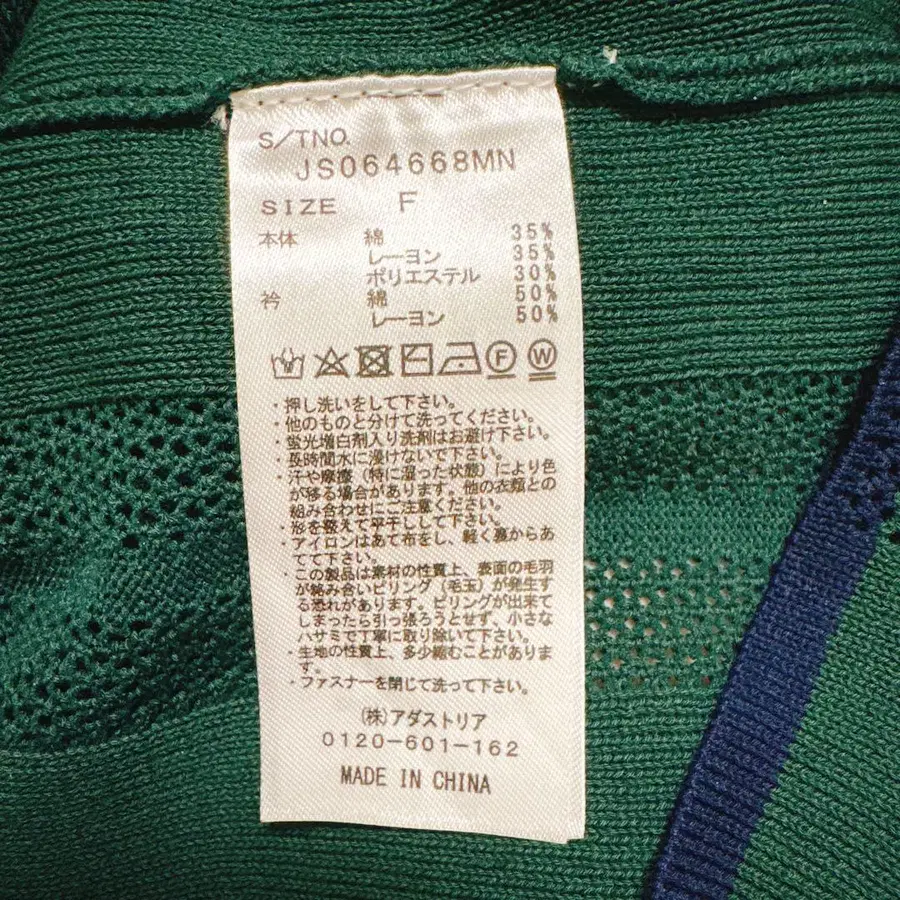 S/TNO.
JS064668MN
SIZE F
本体 綿 35%
レーヨン 35%
ポリエステル 30%
衿 綿 50%
レーヨン 50%
F W
・押し洗いをして下さい。
・他のものと分けて洗ってください。
・蛍光増白剤入り洗剤はお避け下さい。
・長時間水に浸けないで下さい。
・汗や摩擦（特に湿った状態）により色
が移る場合があります。他の衣類との
組み合わせにご注意ください。
・形を整えて平干しして下さい。
・アイロンはあて布をし、軽く裏からあ
てて下さい。
・この製品は素材の性質上、表面の毛羽
が絡み合いピリング（毛玉）が発生す
る恐れがあります。ピリングが出来て
しまったら引っ張ろうとせず、小さな
ハサミで丁寧に取り除いて下さい。
・生地の性質上、多少縮むことがありま
す。
・ファスナーを閉じて洗って下さい。
(株)アダストリア
0120-601-162
MADE IN CHINA